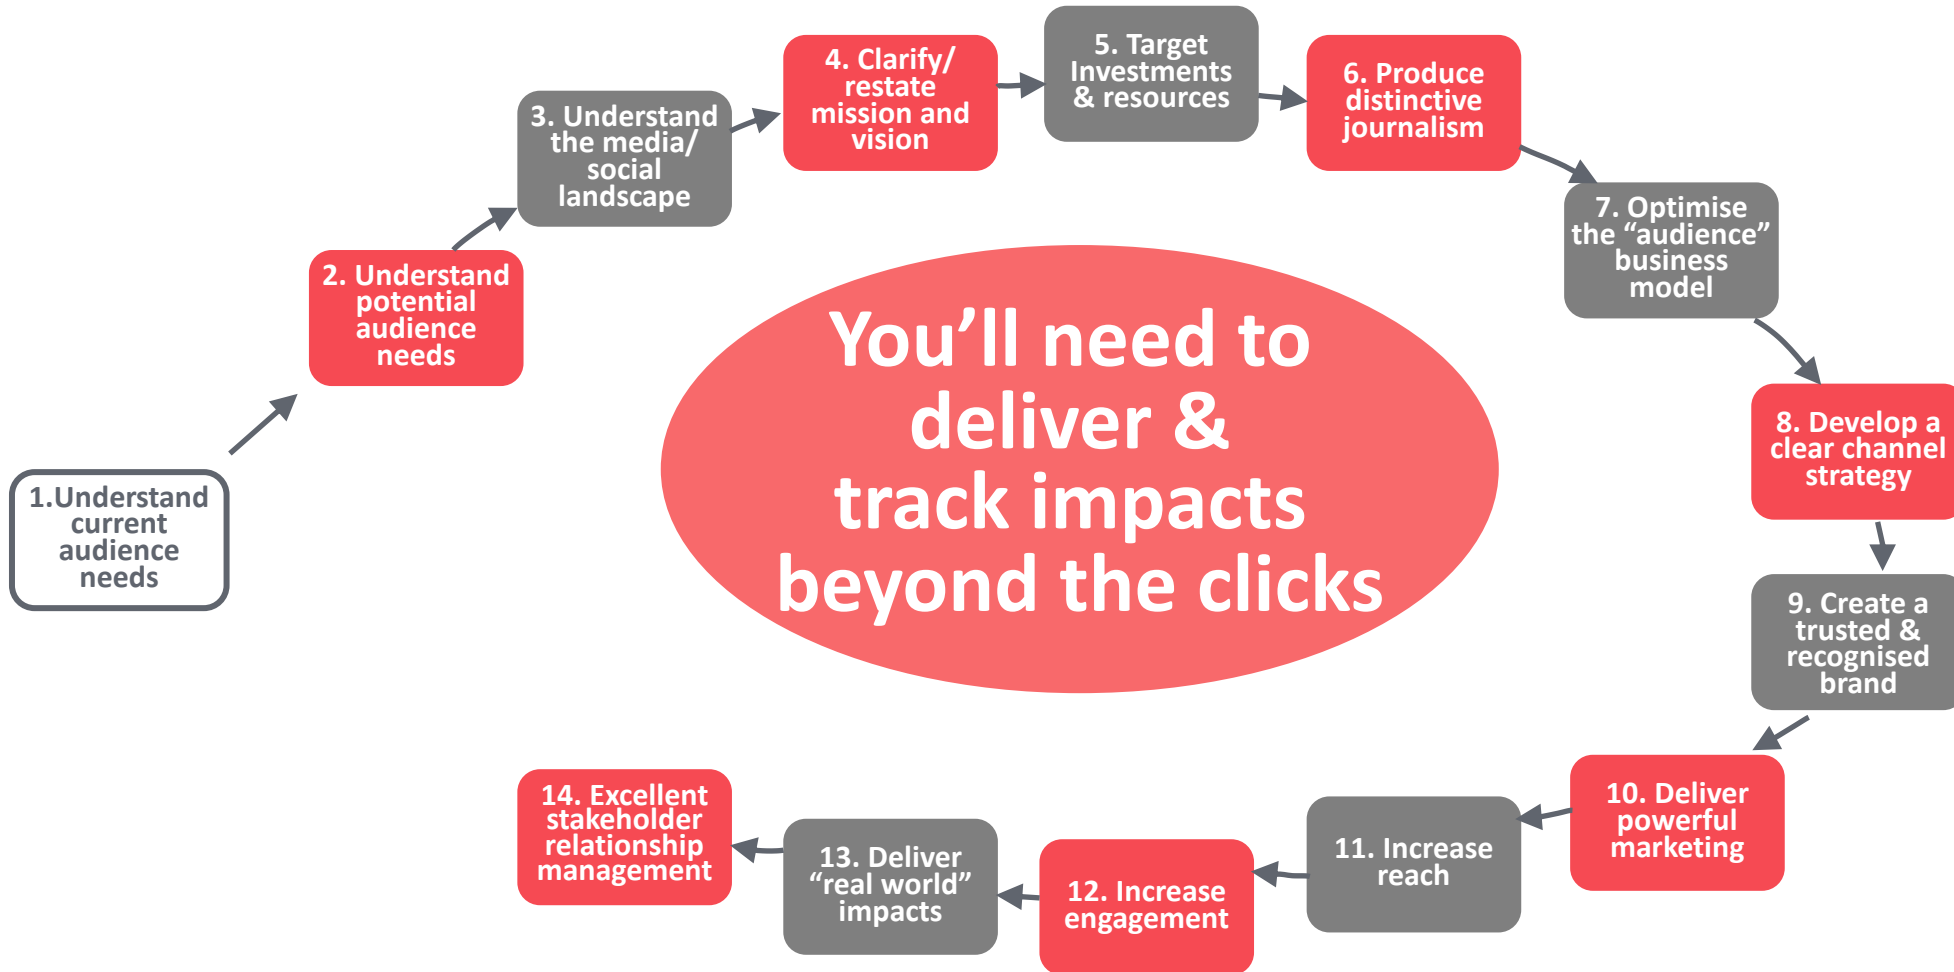 1.Understand
current
audience
needs
2. Understand
potential
audience
needs
3. Understand
the media/
social
landscape
4. Clarify/
restate
mission and
vision
5. Target
Investments
& resources
6. Produce
distinctive
journalism
7. Optimise
the “audience”
business
model
8. Develop a
clear channel
strategy
9. Create a
trusted &
recognised
brand
10. Deliver
powerful
marketing
11. Increase
reach
12. Increase
engagement
13. Deliver
“real world”
impacts
14. Excellent
stakeholder
relationship
management
You’ll need to
deliver &
track impacts
beyond the clicks